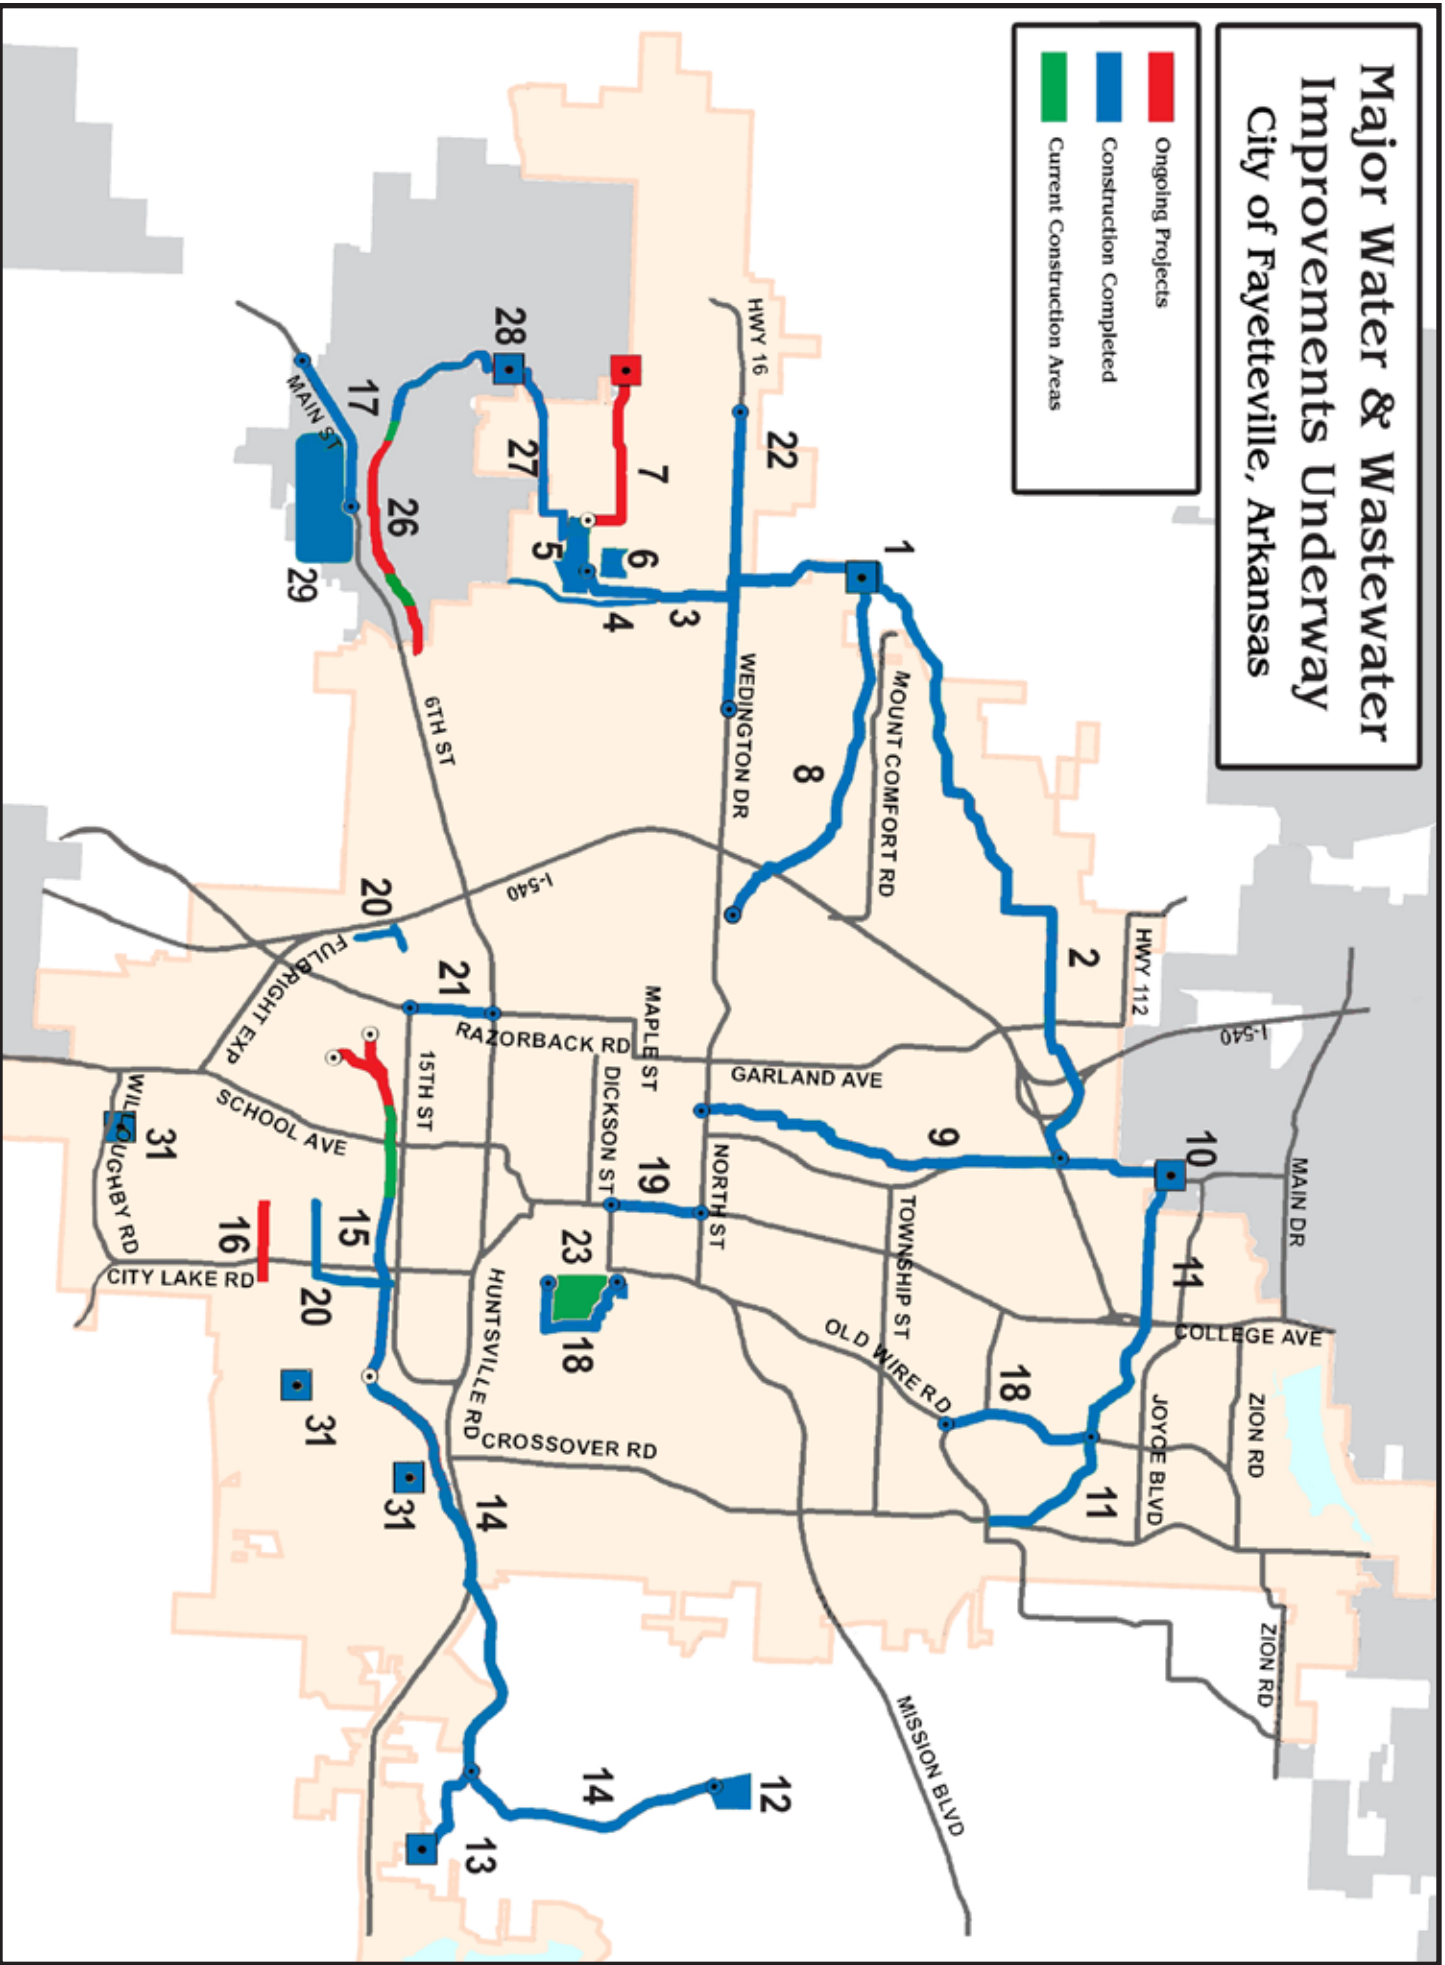 Major Water & Wastewater
Improvements Underway
City of Fayetteville, Arkansas
Ongoing Projects
Construction Completed
Current Construction Areas
MAIN DR
I-540
HWY 112
10
11
COLLEGE AVE
ZION RD
ZION RD
JOYCE BLVD
2
11
18
9
1
MOUNT COMFORT RD
TOWNSHIP ST
OLD WIRE RD
MISSION BLVD
8
GARLAND AVE
HWY 16
22
WEDINGTON DR
NORTH ST
12
7
6
3
4
5
MAPLE ST
19
DICKSON ST
RAZORBACK RD
23
18
CROSSOVER RD
14
28
27
I-540
HUNTSVILLE RD
14
13
21
6TH ST
15TH ST
26
17
20
15
31
MAIN ST
29
FULBRIGHT EXP
SCHOOL AVE
20
31
16
CITY LAKE RD
31
WILLOUGHBY RD